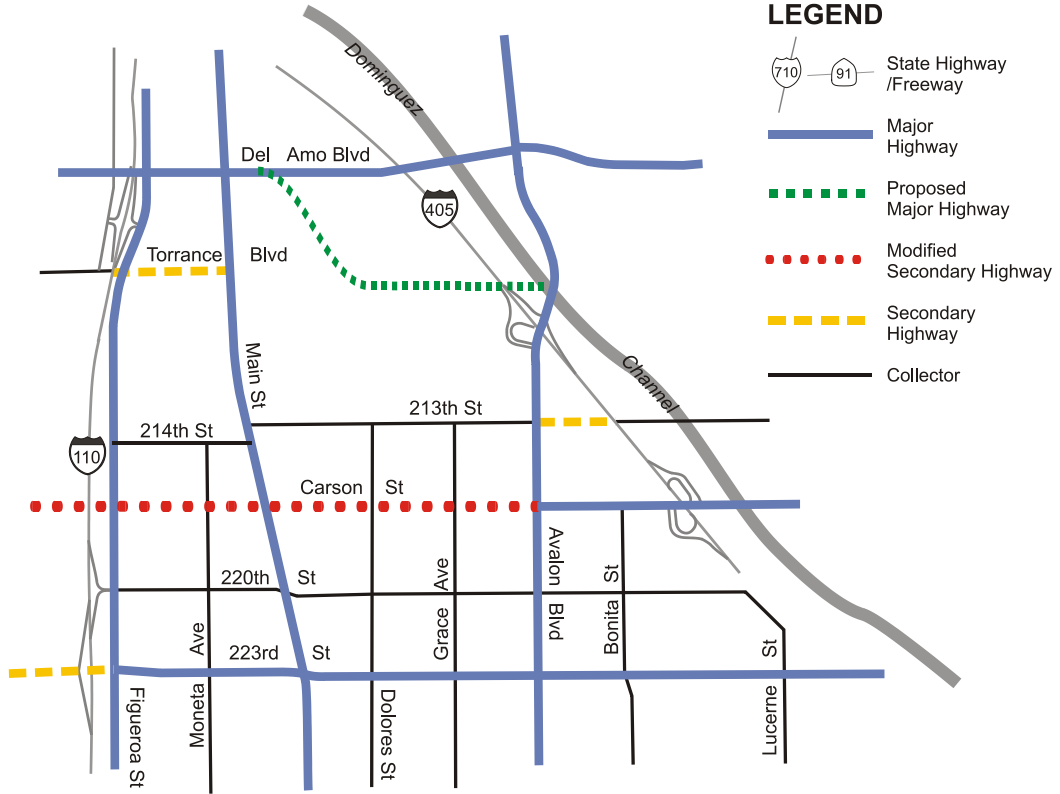 LEGEND
710
91
State Highway
/Freeway
Major
Highway
Proposed
Major Highway
Modified
Secondary Highway
Secondary
Highway
Collector
Dominguez
Del Amo Blvd
405
Torrance Blvd
Main St
Channel
213th St
214th St
110
Carson St
Avalon Blvd
220th St
Grace Ave
Bonita St
Moneta Ave
223rd St
Lucerne St
Figueroa St
Dolores St